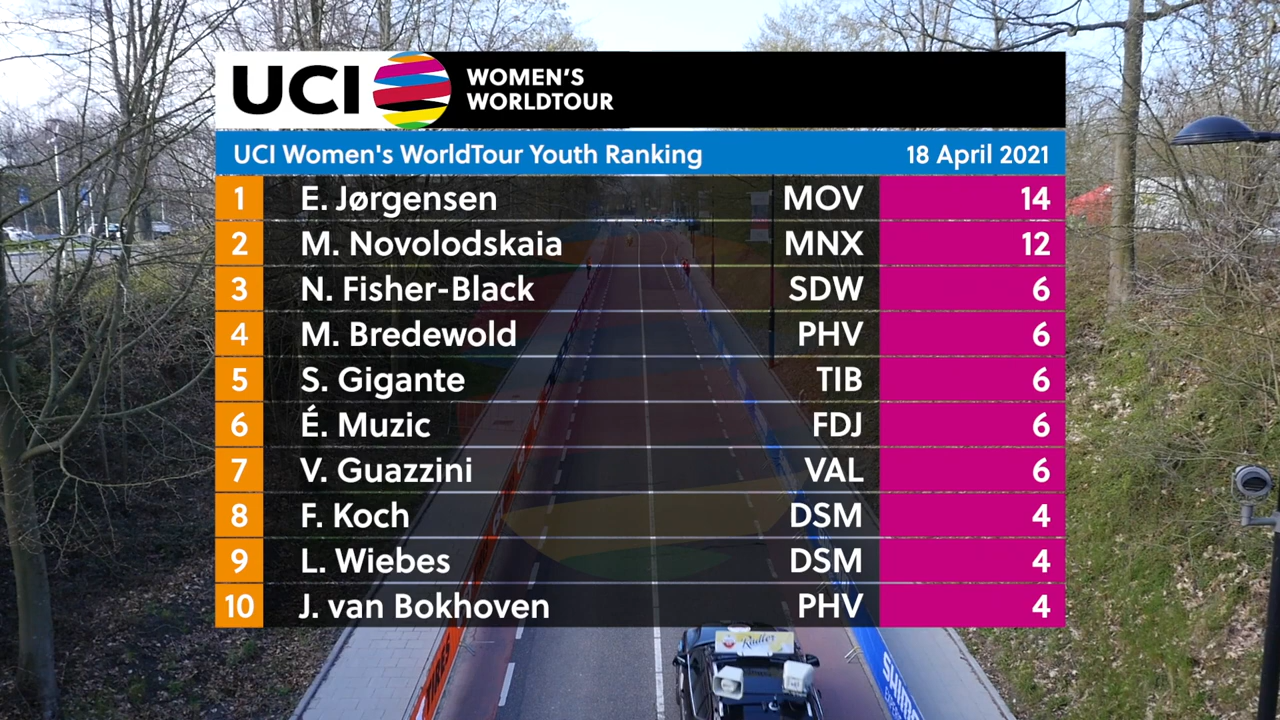 UCI WOMEN'S
WORLDTOUR
UCI Women's WorldTour Youth Ranking 18 April 2021
1 E. Jørgensen MOV 14
2 M. Novolodskaia MNX 12
3 N. Fisher-Black SDW 6
4 M. Bredewold PHV 6
5 S. Gigante TIB 6
6 É. Muzic FDJ 6
7 V. Guazzini VAL 6
8 F. Koch DSM 4
9 L. Wiebes DSM 4
10 J. van Bokhoven PHV 4
Radler